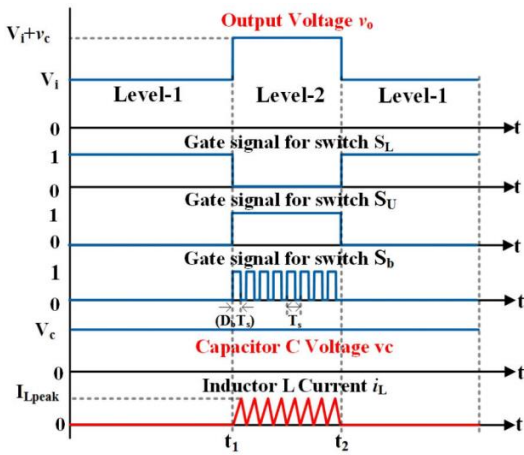 Output Voltage vo
Vi+vc
Vi
Level-1
Level-2
Level-1
0
t
Gate signal for switch SL
1
0
t
Gate signal for switch SU
1
0
t
Gate signal for switch Sb
1
0
t
(DbTs)
Ts
Vc
Capacitor C Voltage vc
0
t
Inductor L Current iL
ILpeak
0
t
t1
t2